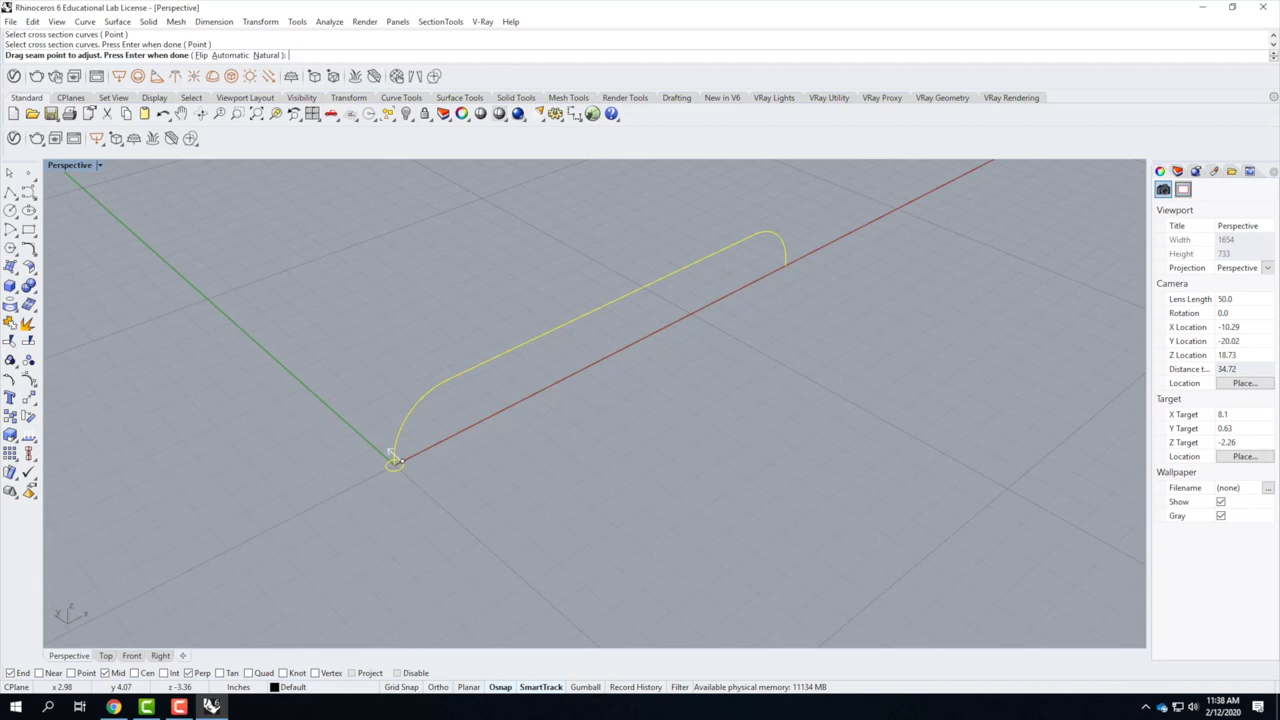 Rhinoceros 6 Educational Lab License - [Perspective]
File Edit View Curve Surface Solid Mesh Dimension Transform Tools Analyze Render Panels SectionTools V-Ray Help
Select cross section curves ( Point )
Select cross section curves. Press Enter when done ( Point )
Drag seam point to adjust. Press Enter when done ( Flip Automatic Natural ):
Standard CPlanes Set View Display Select Viewport Layout Visibility Transform Curve Tools Surface Tools Solid Tools Mesh Tools Render Tools Drafting New in V6 VRay Lights VRay Utilities VRay Proxy VRay Geometry VRay Rendering
Perspective
Viewport
Title Perspective
Width 1654
Height 733
Projection Perspective
Camera
Lens Length 50.0
Rotation 0.0
X Location -10.29
Y Location -20.02
Z Location 18.73
Distance t... 34.72
Location Place...
Target
X Target 8.1
Y Target 0.63
Z Target -2.26
Location Place...
Wallpaper
Filename (none) ...
Show
Gray
z
y x
Perspective Top Front Right
End Near Point Mid Cen Int Perp Tan Quad Knot Vertex Project Disable
CPlane x 2.98 y 4.07 z -3.36 Inches Default Grid Snap Ortho Planar Osnap SmartTrack Gumball Record History Filter Available physical memory: 11134 MB
11:38 AM
2/12/2020